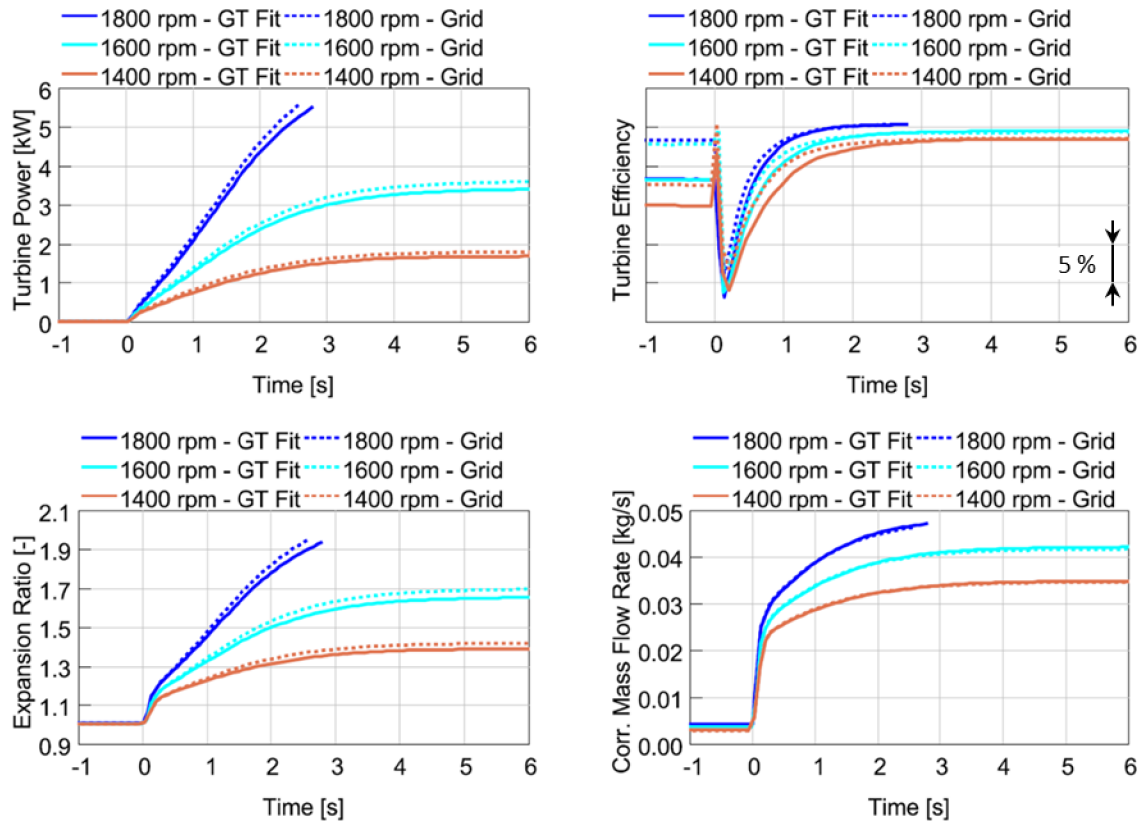 1800 rpm - GT Fit 1800 rpm - Grid
1600 rpm - GT Fit 1600 rpm - Grid
1400 rpm - GT Fit 1400 rpm - Grid
Turbine Power [kW]
6
5
4
3
2
1
0
-1 0 1 2 3 4 5 6
Time [s]
1800 rpm - GT Fit 1800 rpm - Grid
1600 rpm - GT Fit 1600 rpm - Grid
1400 rpm - GT Fit 1400 rpm - Grid
Turbine Efficiency
5 %
-1 0 1 2 3 4 5 6
Time [s]
1800 rpm - GT Fit 1800 rpm - Grid
1600 rpm - GT Fit 1600 rpm - Grid
1400 rpm - GT Fit 1400 rpm - Grid
Expansion Ratio [-]
2.1
1.9
1.7
1.5
1.3
1.1
0.9
-1 0 1 2 3 4 5 6
Time [s]
1800 rpm - GT Fit 1800 rpm - Grid
1600 rpm - GT Fit 1600 rpm - Grid
1400 rpm - GT Fit 1400 rpm - Grid
Corr. Mass Flow Rate [kg/s]
0.05
0.04
0.03
0.02
0.01
0.00
-1 0 1 2 3 4 5 6
Time [s]